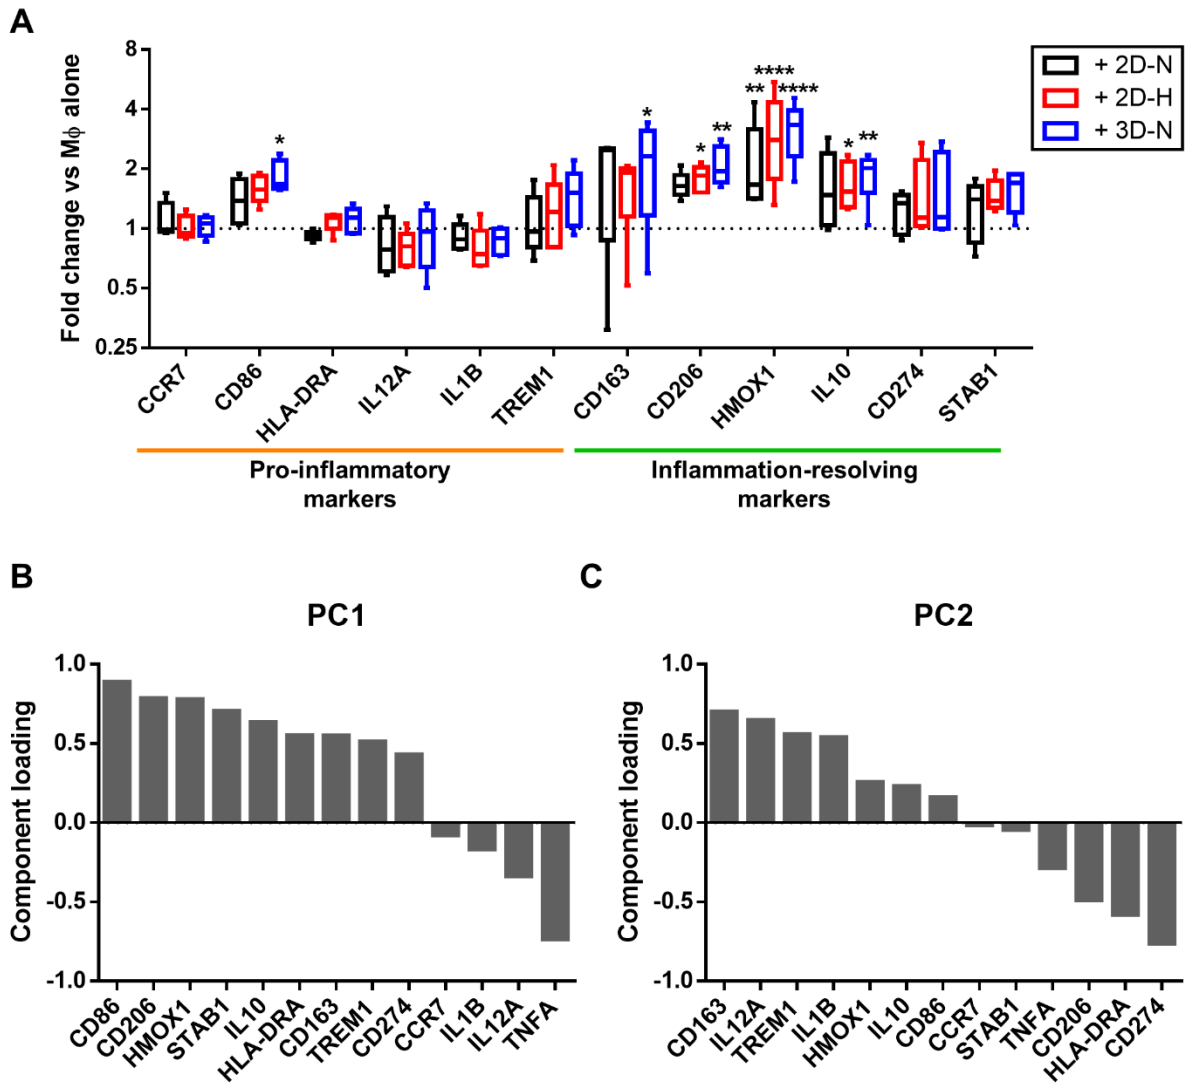 A
Fold change vs Mϕ alone
8
4
2
1
0.5
0.25
*
*
*
**
**
****
****
*
**
+ 2D-N
+ 2D-H
+ 3D-N
CCR7
CD86
HLA-DRA
IL12A
IL1B
TREM1
CD163
CD206
HMOX1
IL10
CD274
STAB1
Pro-inflammatory
markers
Inflammation-resolving
markers
B
PC1
Component loading
1.0
0.5
0.0
-0.5
-1.0
CD86
CD206
HMOX1
STAB1
IL10
HLA-DRA
CD163
TREM1
CD274
CCR7
IL1B
IL12A
TNFA
C
PC2
Component loading
1.0
0.5
0.0
-0.5
-1.0
CD163
IL12A
TREM1
IL1B
HMOX1
IL10
CD86
CCR7
STAB1
TNFA
CD206
HLA-DRA
CD274